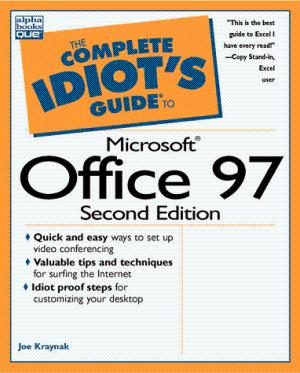 alpha
books
que®
"This is the best
guide to Excel I
have every read!"
—Copy Stand-in,
Excel
user
THE
COMPLETE
IDIOT'S
GUIDE® TO
Microsoft®
Office 97
Second Edition
♦ Quick and easy ways to set up
video conferencing
♦ Valuable tips and techniques
for surfing the Internet
♦ Idiot proof steps for
customizing your desktop
Joe Kraynak